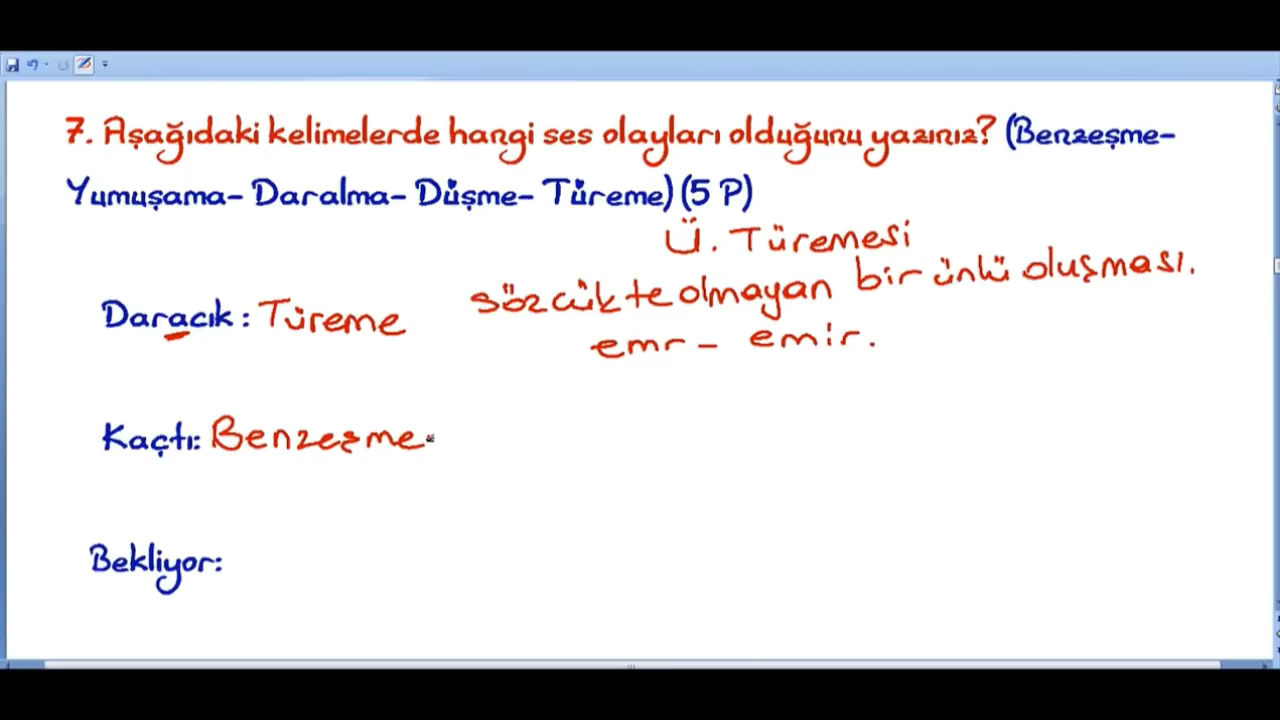 7. Aşağıdaki kelimelerde hangi ses olayları olduğunu yazınız? (Benzeşme-
Yumuşama- Daralma- Düşme- Türeme) (5 P)
Ü. Türemesi
sözcükte olmayan bir ünlü oluşması.
Daracık: Türeme
emr - emir.
Kaçtı: Benzeşme
Bekliyor: